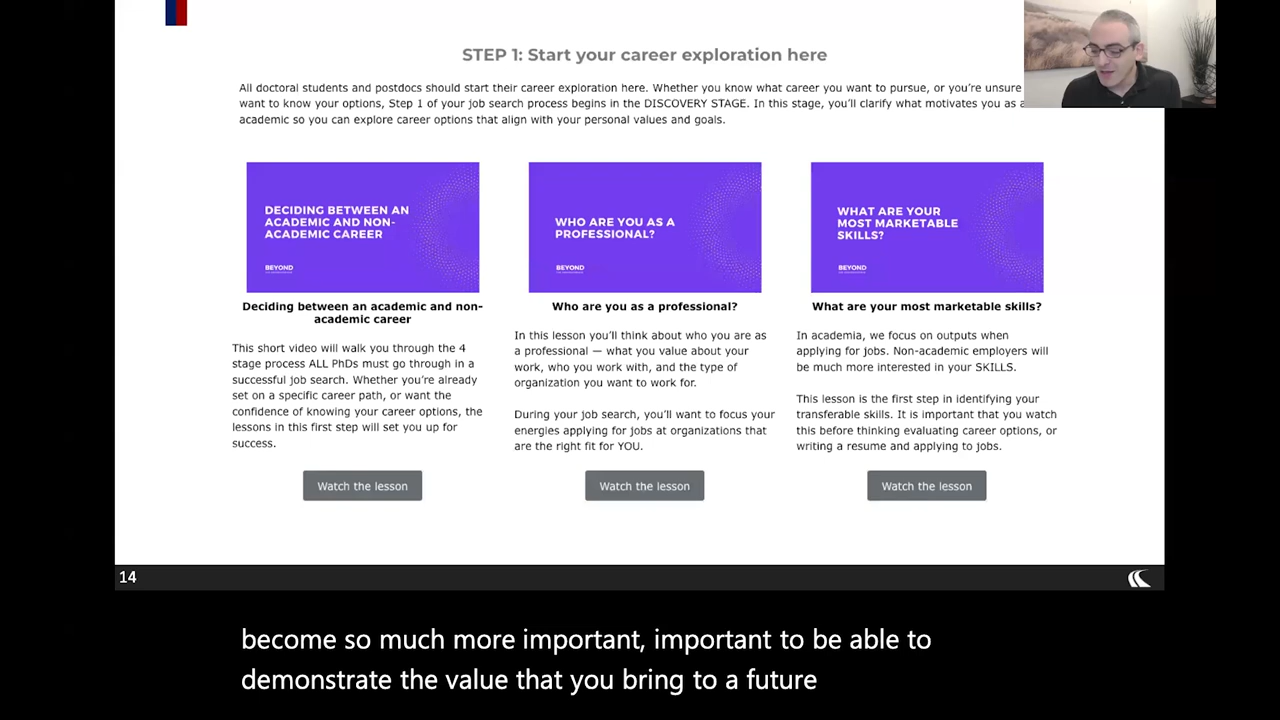 STEP 1: Start your career exploration here
All doctoral students and postdocs should start their career exploration here. Whether you know what career you want to pursue, or you're unsure
want to know your options, Step 1 of your job search process begins in the DISCOVERY STAGE. In this stage, you'll clarify what motivates you as a
academic so you can explore career options that align with your personal values and goals.
DECIDING BETWEEN AN
ACADEMIC AND NON-
ACADEMIC CAREER
BEYOND
Deciding between an academic and non-
academic career
This short video will walk you through the 4
stage process ALL PhDs must go through in a
successful job search. Whether you're already
set on a specific career path, or want the
confidence of knowing your career options, the
lessons in this first step will set you up for
success.
Watch the lesson
WHO ARE YOU AS A
PROFESSIONAL?
BEYOND
Who are you as a professional?
In this lesson you'll think about who you are as
a professional — what you value about your
work, who you work with, and the type of
organization you want to work for.
During your job search, you'll want to focus your
energies applying for jobs at organizations that
are the right fit for YOU.
Watch the lesson
WHAT ARE YOUR
MOST MARKETABLE
SKILLS?
BEYOND
What are your most marketable skills?
In academia, we focus on outputs when
applying for jobs. Non-academic employers will
be much more interested in your SKILLS.
This lesson is the first step in identifying your
transferable skills. It is important that you watch
this before thinking evaluating career options, or
writing a resume and applying to jobs.
Watch the lesson
14
become so much more important, important to be able to
demonstrate the value that you bring to a future